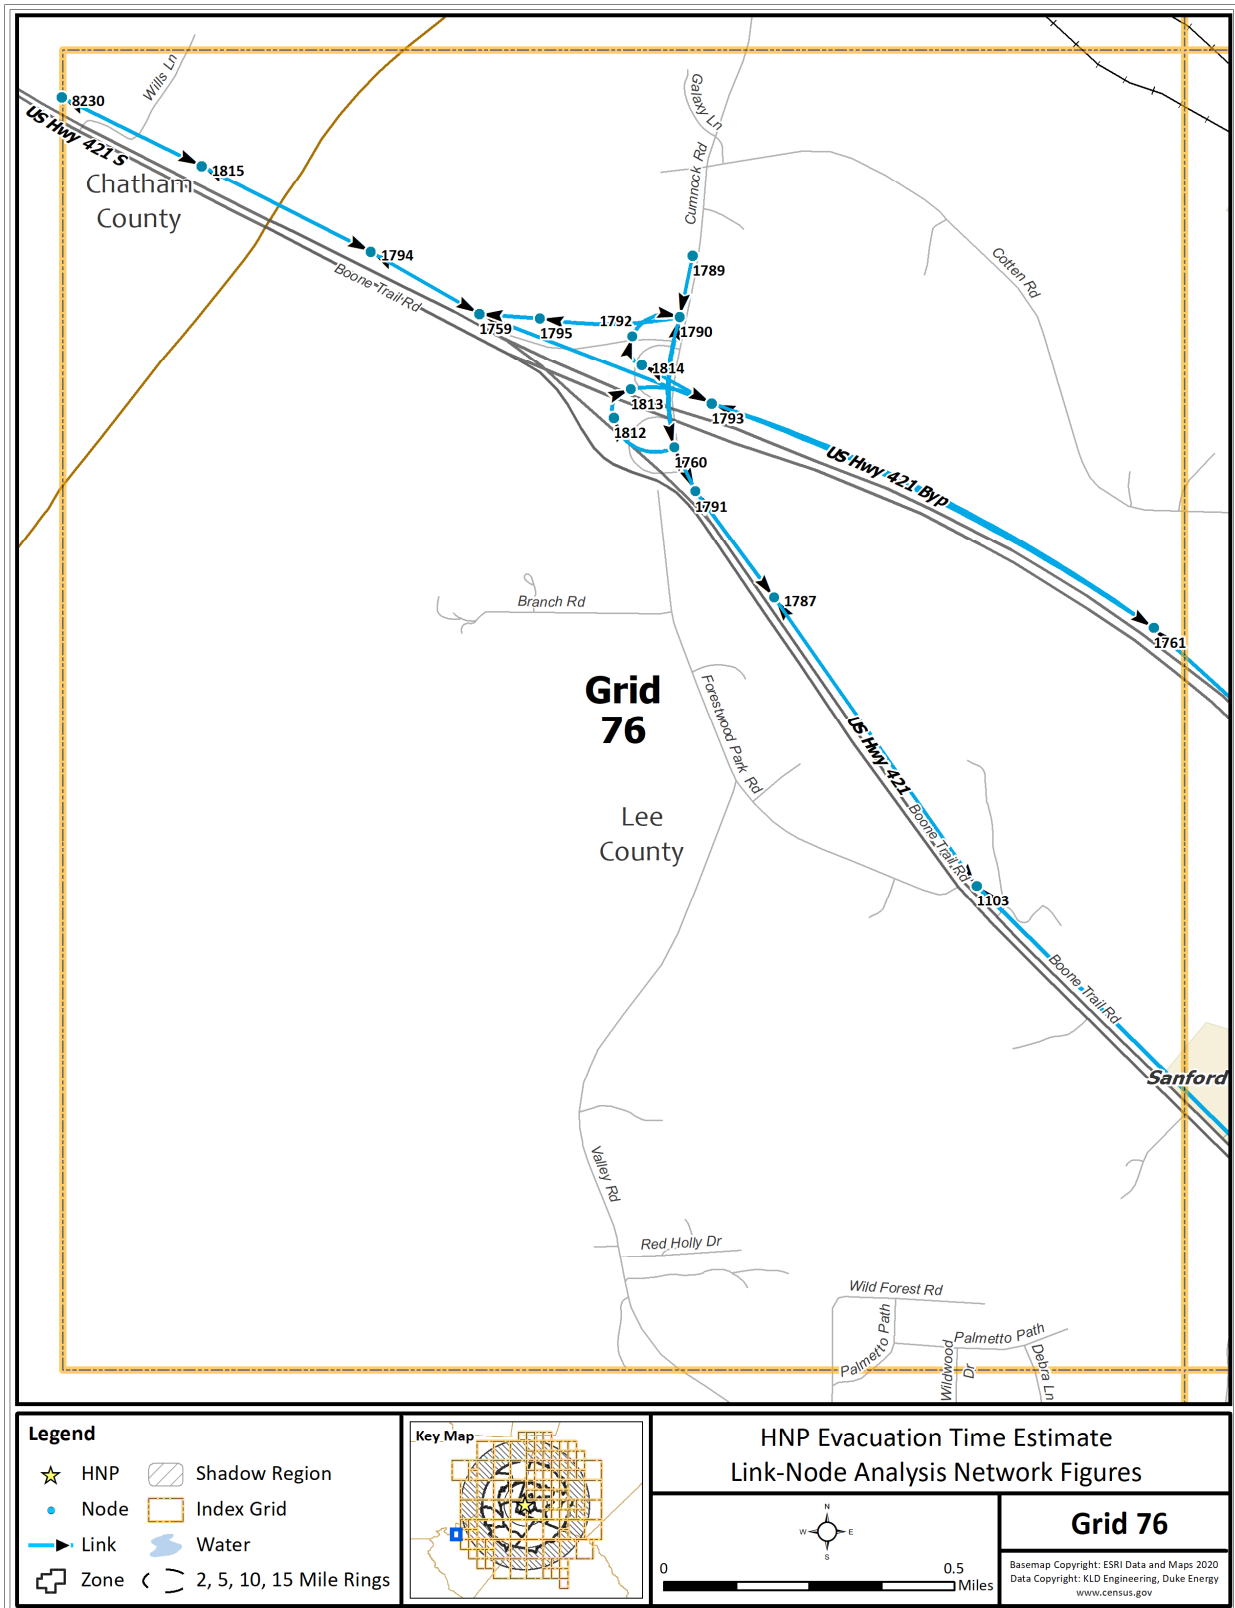 Wills Ln
8230
US Hwy 421 S
1815
Chatham
County
Galaxy Ln
Cumnock Rd
1794
Boone Trail Rd
1789
Cotten Rd
1759
1795
1792
1790
1814
1813
1793
1812
1760
US Hwy 421 Byp
1791
Branch Rd
1787
1761
Grid
76
Forestwood Park Rd
US Hwy 421
Lee
County
Boone Trail Rd
1103
Boone Trail Rd
Sanford
Valley Rd
Red Holly Dr
Wild Forest Rd
Palmetto Path
Palmetto Path
Wildwood
Dr
Debra Ln
Legend
HNP
Shadow Region
Node
Index Grid
Link
Water
Zone
2, 5, 10, 15 Mile Rings
Key Map
HNP Evacuation Time Estimate
Link-Node Analysis Network Figures
N
W
E
S
0
0.5
Miles
Grid 76
Basemap Copyright: ESRI Data and Maps 2020
Data Copyright: KLD Engineering, Duke Energy
www.census.gov